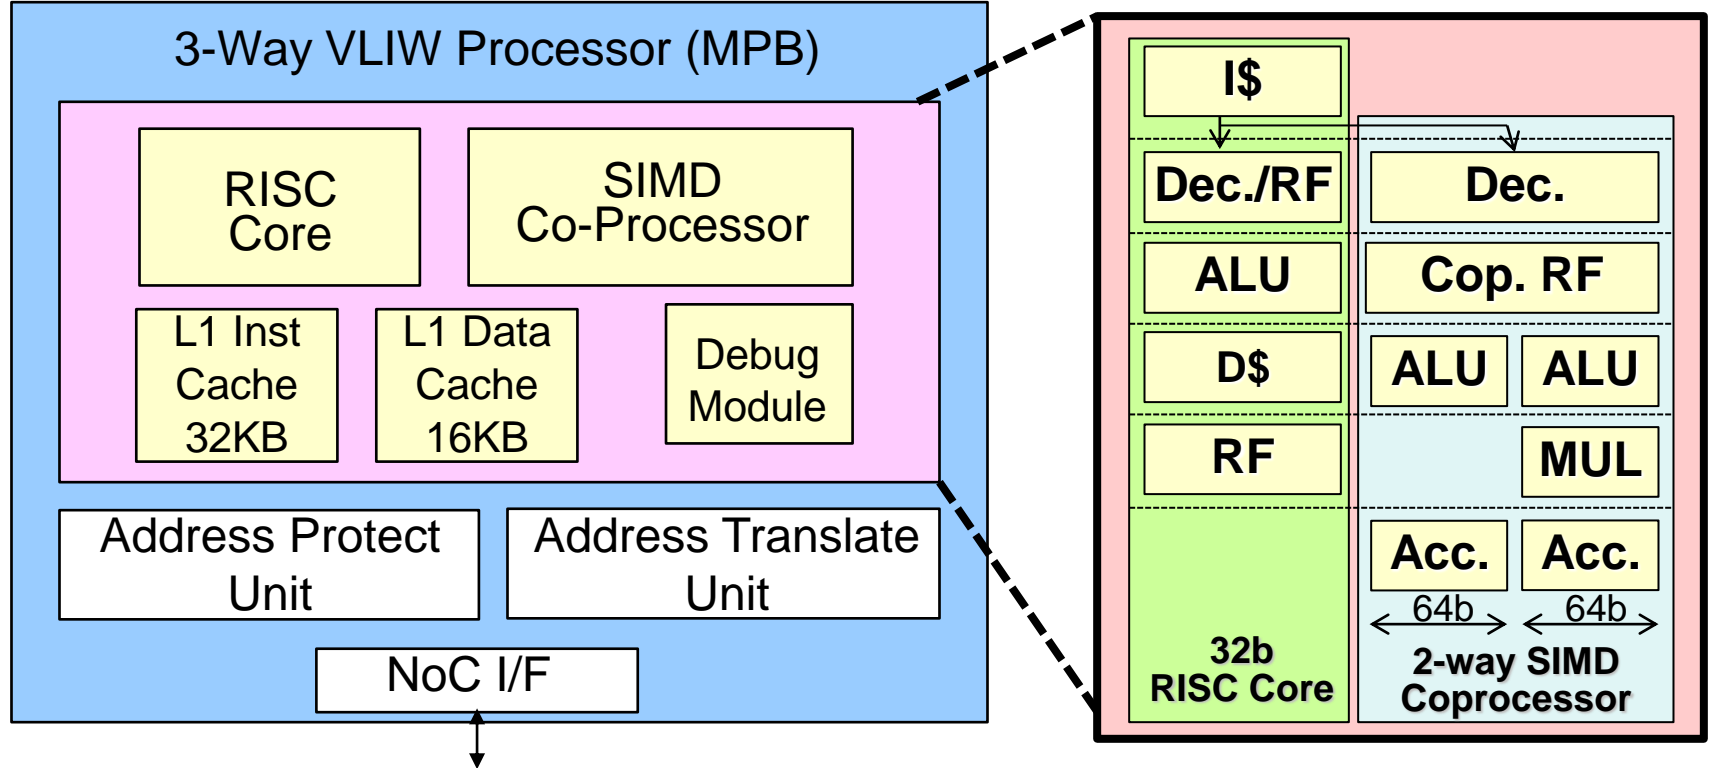 3-Way VLIW Processor (MPB)
RISC
Core
SIMD
Co-Processor
L1 Inst
Cache
32KB
L1 Data
Cache
16KB
Debug
Module
Address Protect
Unit
Address Translate
Unit
NoC I/F
I$
Dec./RF
Dec.
ALU
Cop. RF
D$
ALU
ALU
RF
MUL
Acc.
Acc.
64b
64b
32b
RISC Core
2-way SIMD
Coprocessor